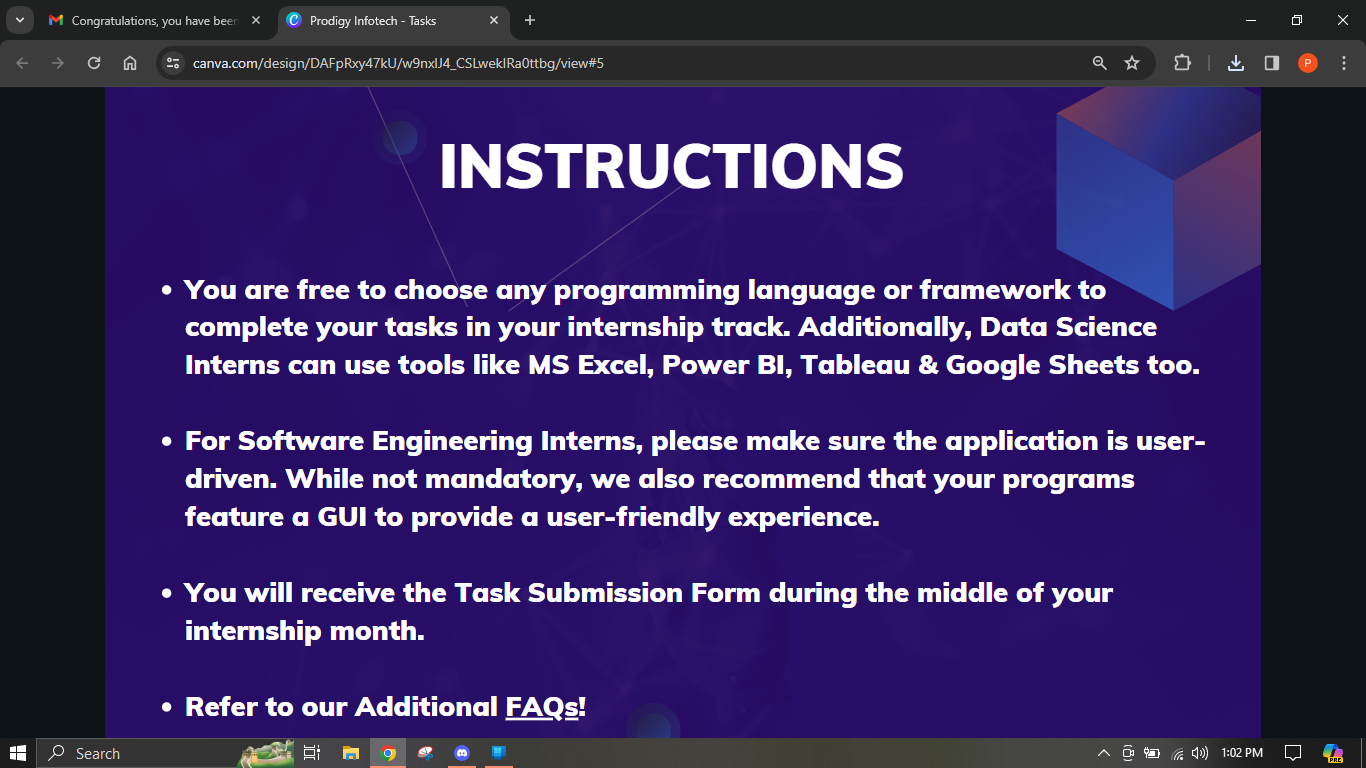 Congratulations, you have been
Prodigy Infotech - Tasks
canva.com/design/DAFpRxy47kU/w9nxlJ4_CSLweklRa0ttbg/view#5
P
INSTRUCTIONS
• You are free to choose any programming language or framework to
complete your tasks in your internship track. Additionally, Data Science
Interns can use tools like MS Excel, Power BI, Tableau & Google Sheets too.
• For Software Engineering Interns, please make sure the application is user-
driven. While not mandatory, we also recommend that your programs
feature a GUI to provide a user-friendly experience.
• You will receive the Task Submission Form during the middle of your
internship month.
• Refer to our Additional FAQs!
Search
1:02 PM
PRE